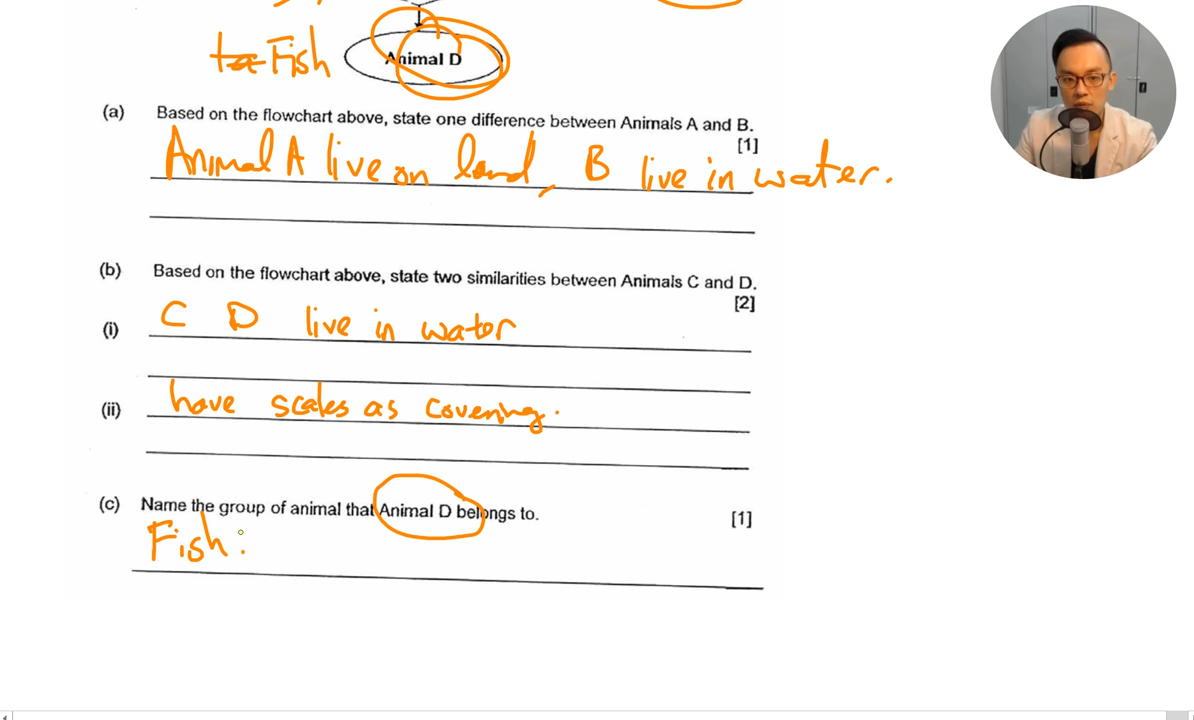 Fish
Animal D
(a) Based on the flowchart above, state one difference between Animals A and B.
[1]
Animal A live on land, B live in water.
(b) Based on the flowchart above, state two similarities between Animals C and D.
[2]
(i) C D live in water
(ii) have scales as covering.
(c) Name the group of animal that Animal D belongs to. [1]
Fish.